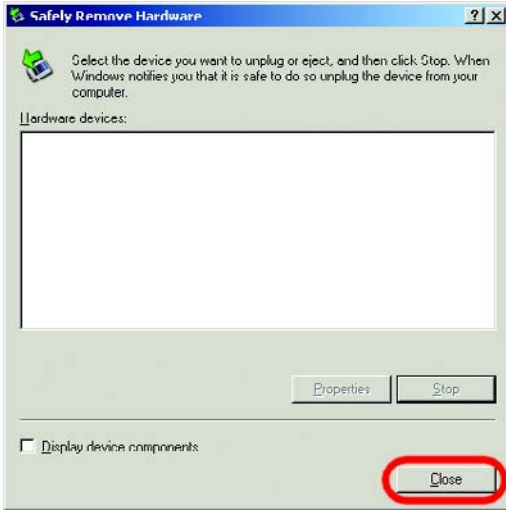 Safely Remove Hardware
Select the device you want to unplug or eject, and then click Stop. When
Windows notifies you that it is safe to do so unplug the device from your
computer.
Hardware devices:
Properties
Stop
Display device components
Close